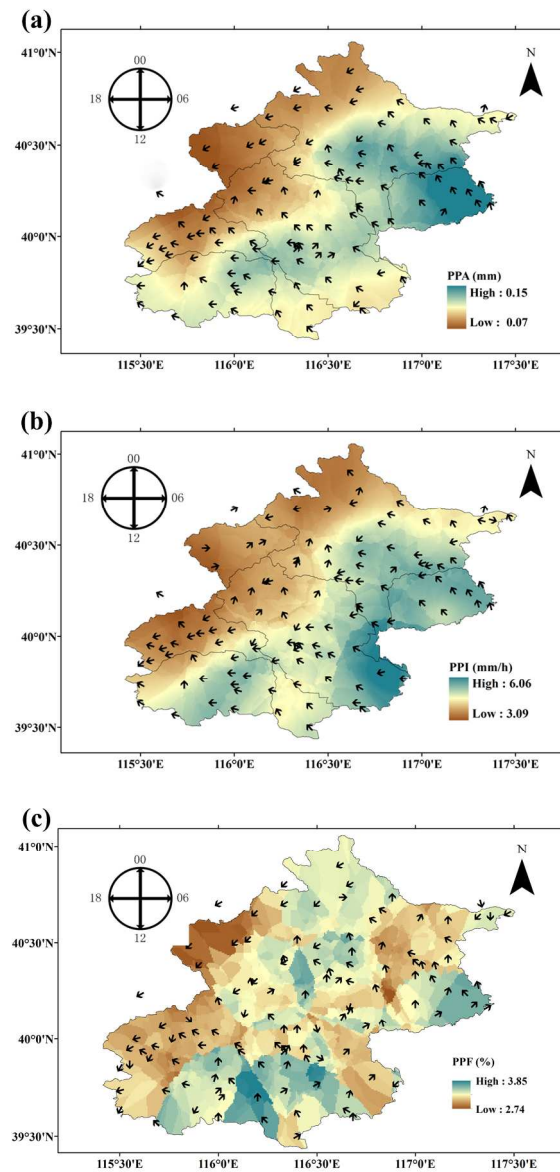 (a)
41°0'N
00
N
18
06
12
40°30'N
40°0'N
PPA (mm)
High : 0.15
Low : 0.07
39°30'N
115°30'E
116°0'E
116°30'E
117°0'E
117°30'E
(b)
41°0'N
00
N
18
06
12
40°30'N
40°0'N
PPI (mm/h)
High : 6.06
Low : 3.09
39°30'N
115°30'E
116°0'E
116°30'E
117°0'E
117°30'E
(c)
41°0'N
00
N
18
06
12
40°30'N
40°0'N
PPF (%)
High : 3.85
Low : 2.74
39°30'N
115°30'E
116°0'E
116°30'E
117°0'E
117°30'E